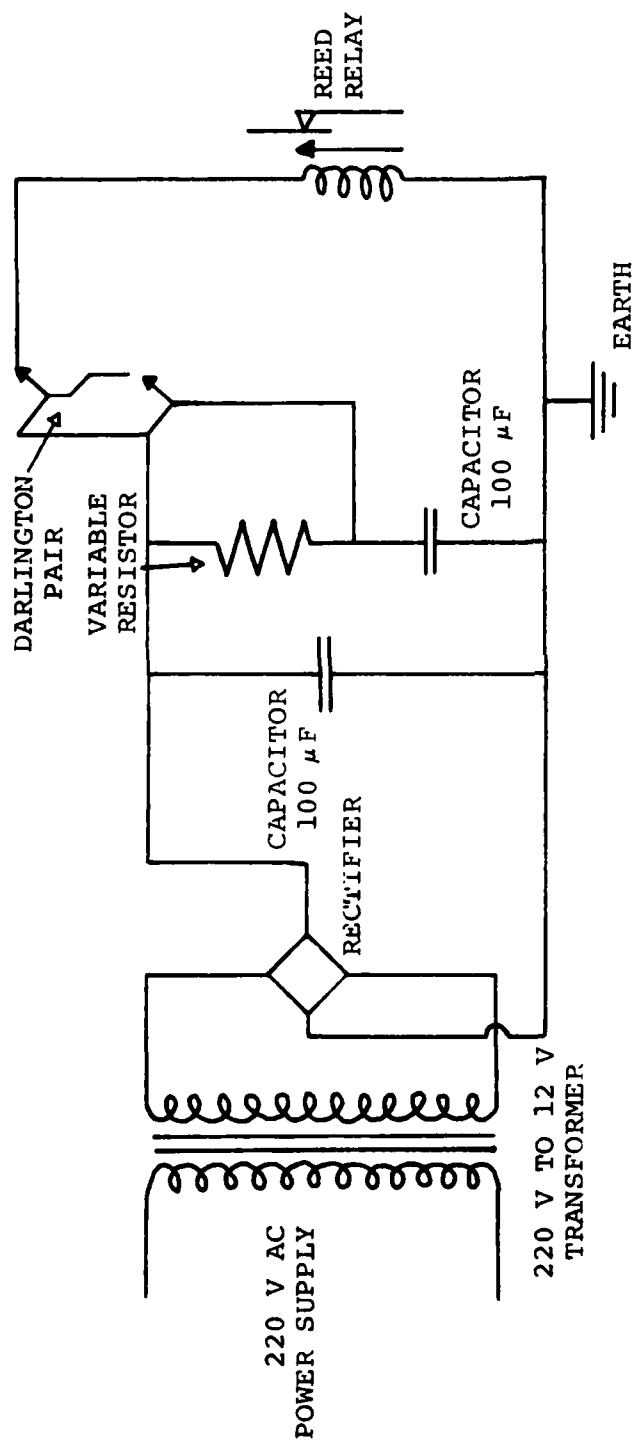 220 V AC
POWER SUPPLY
220 V TO 12 V
TRANSFORMER
RECTIFIER
CAPACITOR
100 μF
VARIABLE
RESISTOR
DARLINGTON
PAIR
CAPACITOR
100 μF
EARTH
REED
RELAY